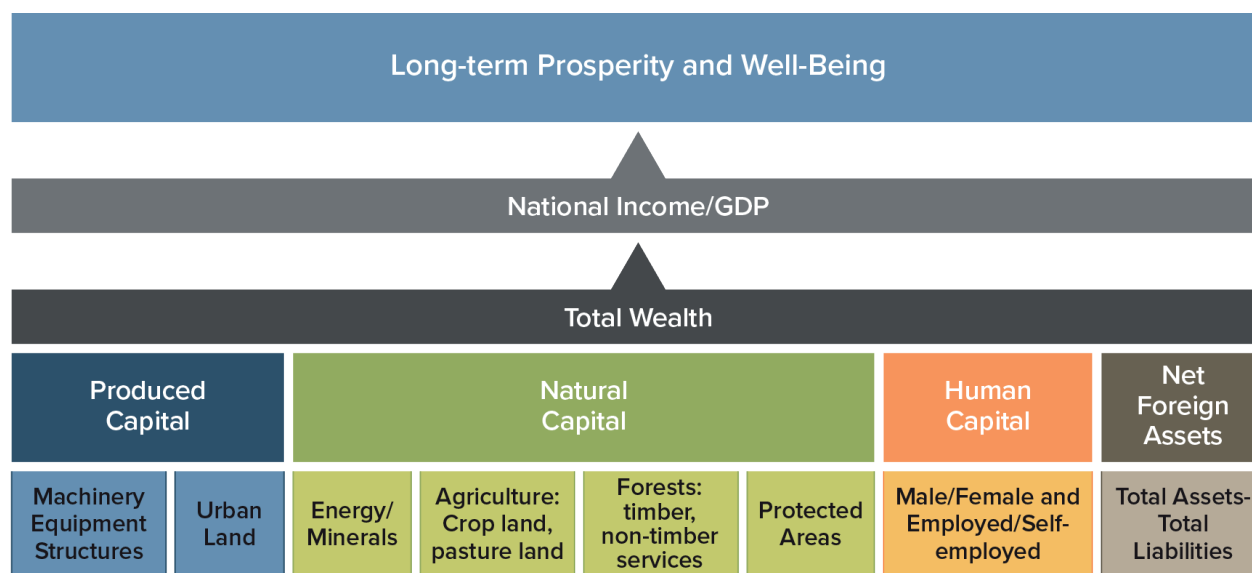 Long-term Prosperity and Well-Being
National Income/GDP
Total Wealth
Produced
Capital
Natural
Capital
Human
Capital
Net
Foreign
Assets
Machinery
Equipment
Structures
Urban
Land
Energy/
Minerals
Agriculture:
Crop land,
pasture land
Forests:
timber,
non-timber
services
Protected
Areas
Male/Female and
Employed/Self-
employed
Total Assets-
Total
Liabilities